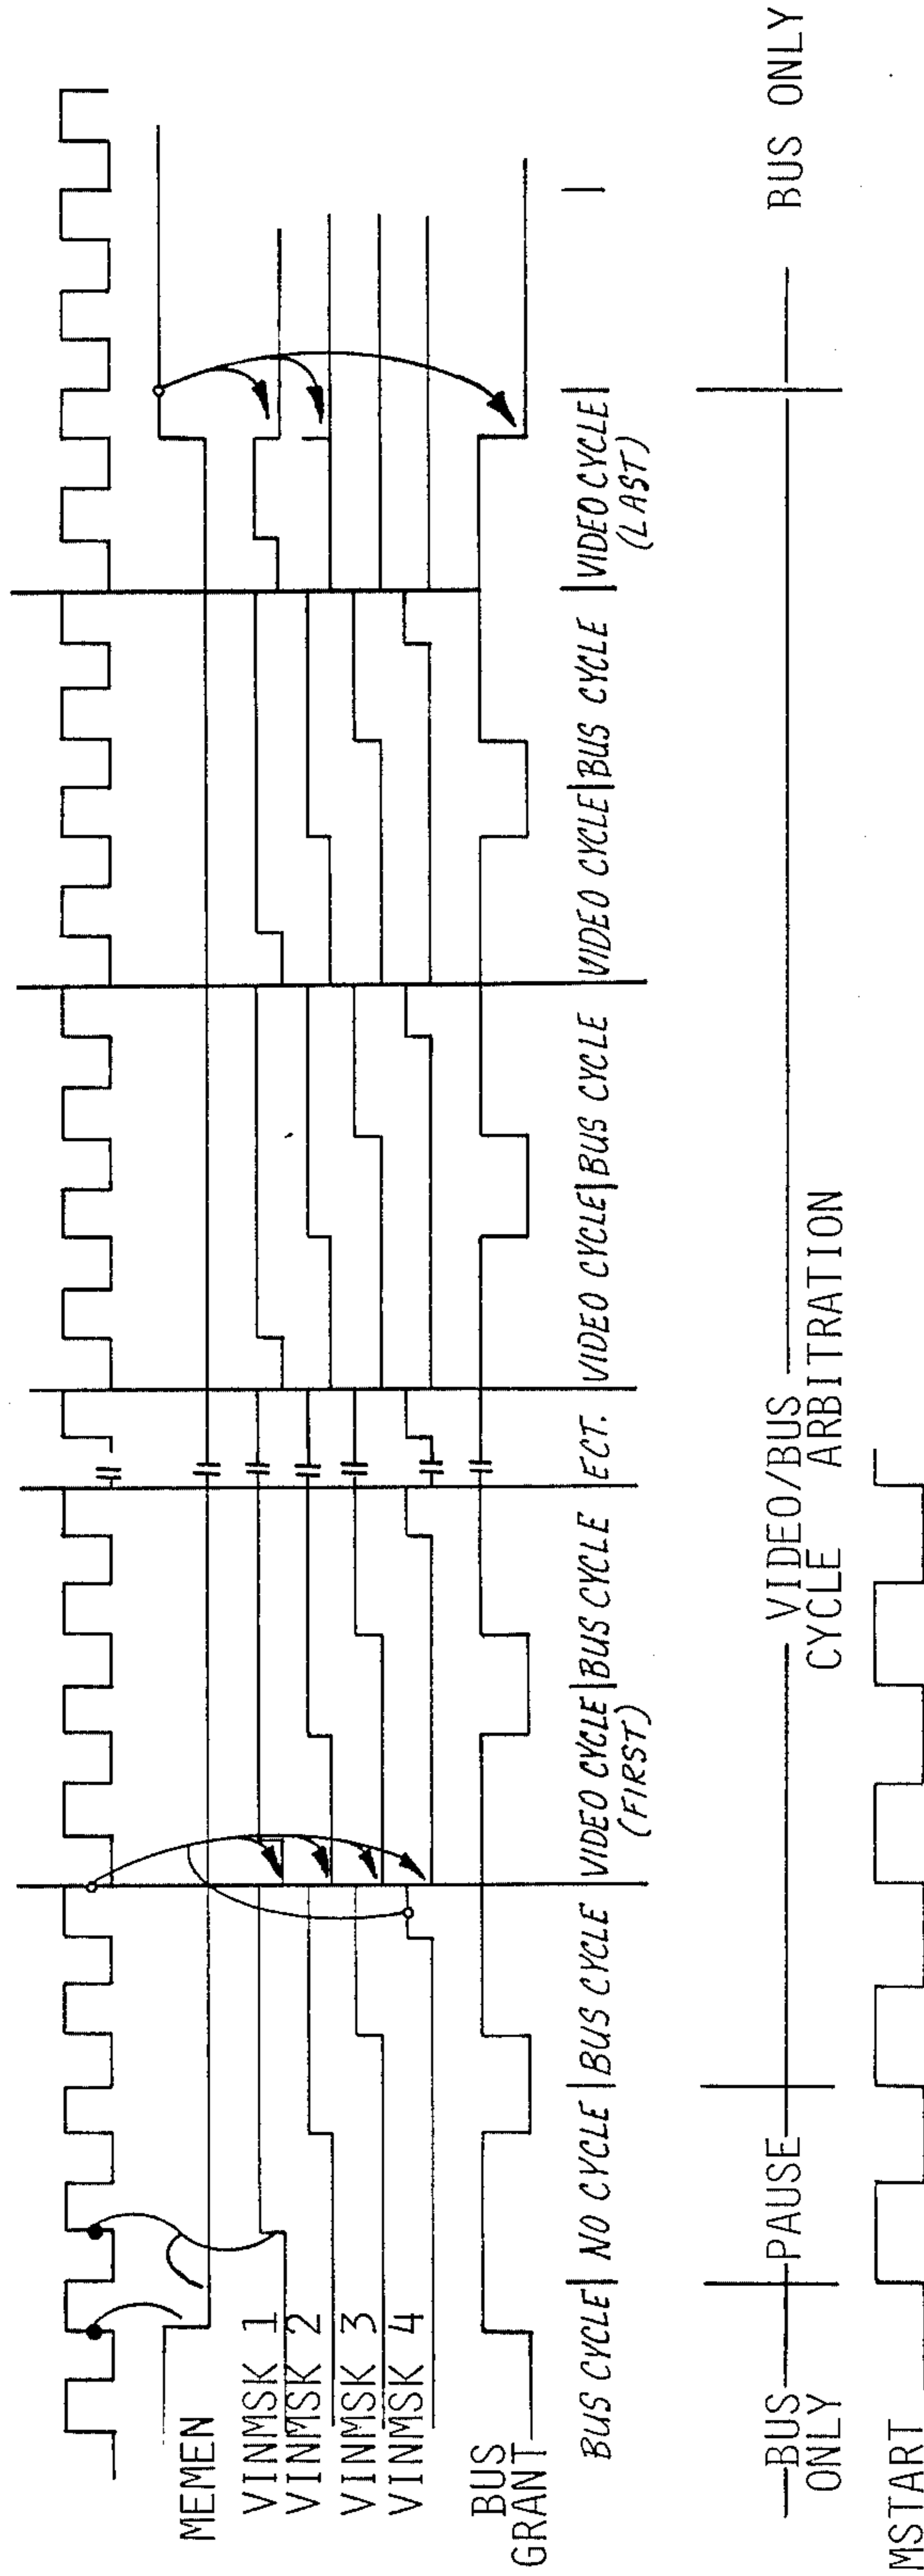 MEMEN
VINMSK 1
VINMSK 2
VINMSK 3
VINMSK 4
BUS
GRANT
BUS CYCLE | NO CYCLE | BUS CYCLE VIDEO CYCLE | BUS CYCLE ECT. VIDEO CYCLE | BUS CYCLE VIDEO CYCLE | BUS CYCLE | VIDEO CYCLE |
(FIRST)
(LAST)
BUS
ONLY
PAUSE
VIDEO/BUS
CYCLE ARBITRATION
BUS ONLY
MSTART